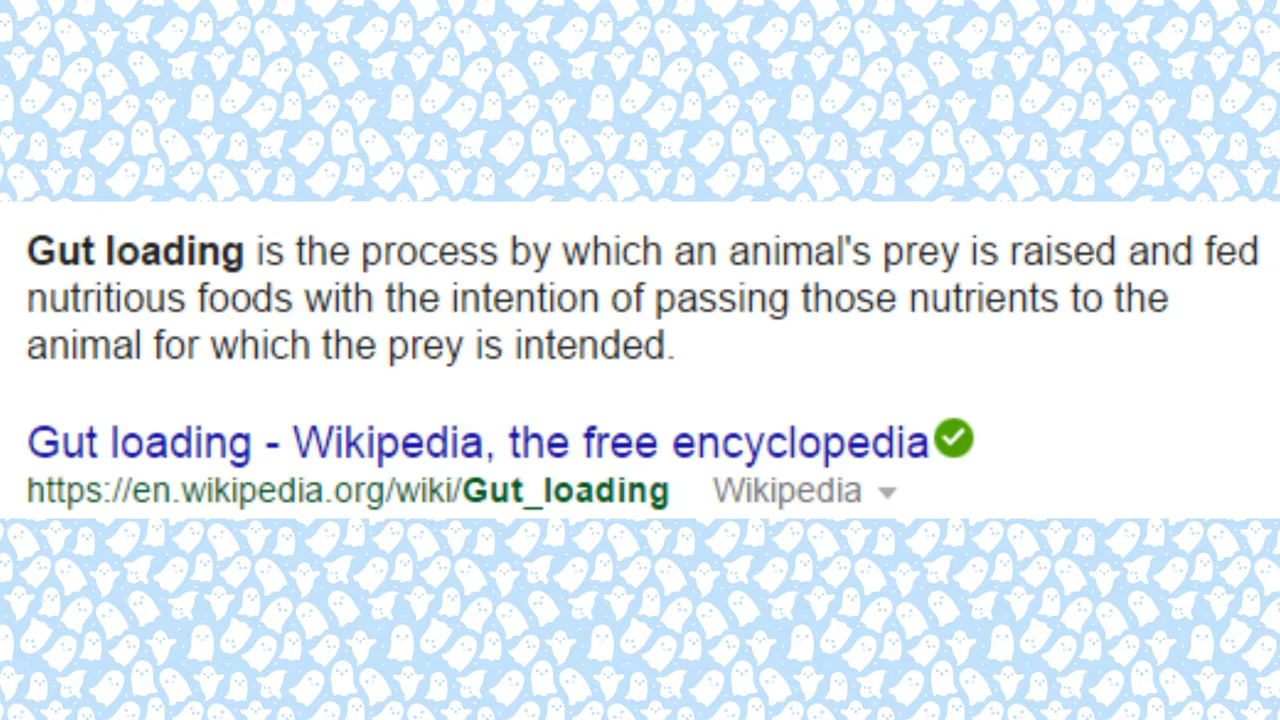 Gut loading is the process by which an animal's prey is raised and fed
nutritious foods with the intention of passing those nutrients to the
animal for which the prey is intended.
Gut loading - Wikipedia, the free encyclopedia
https://en.wikipedia.org/wiki/Gut_loading Wikipedia